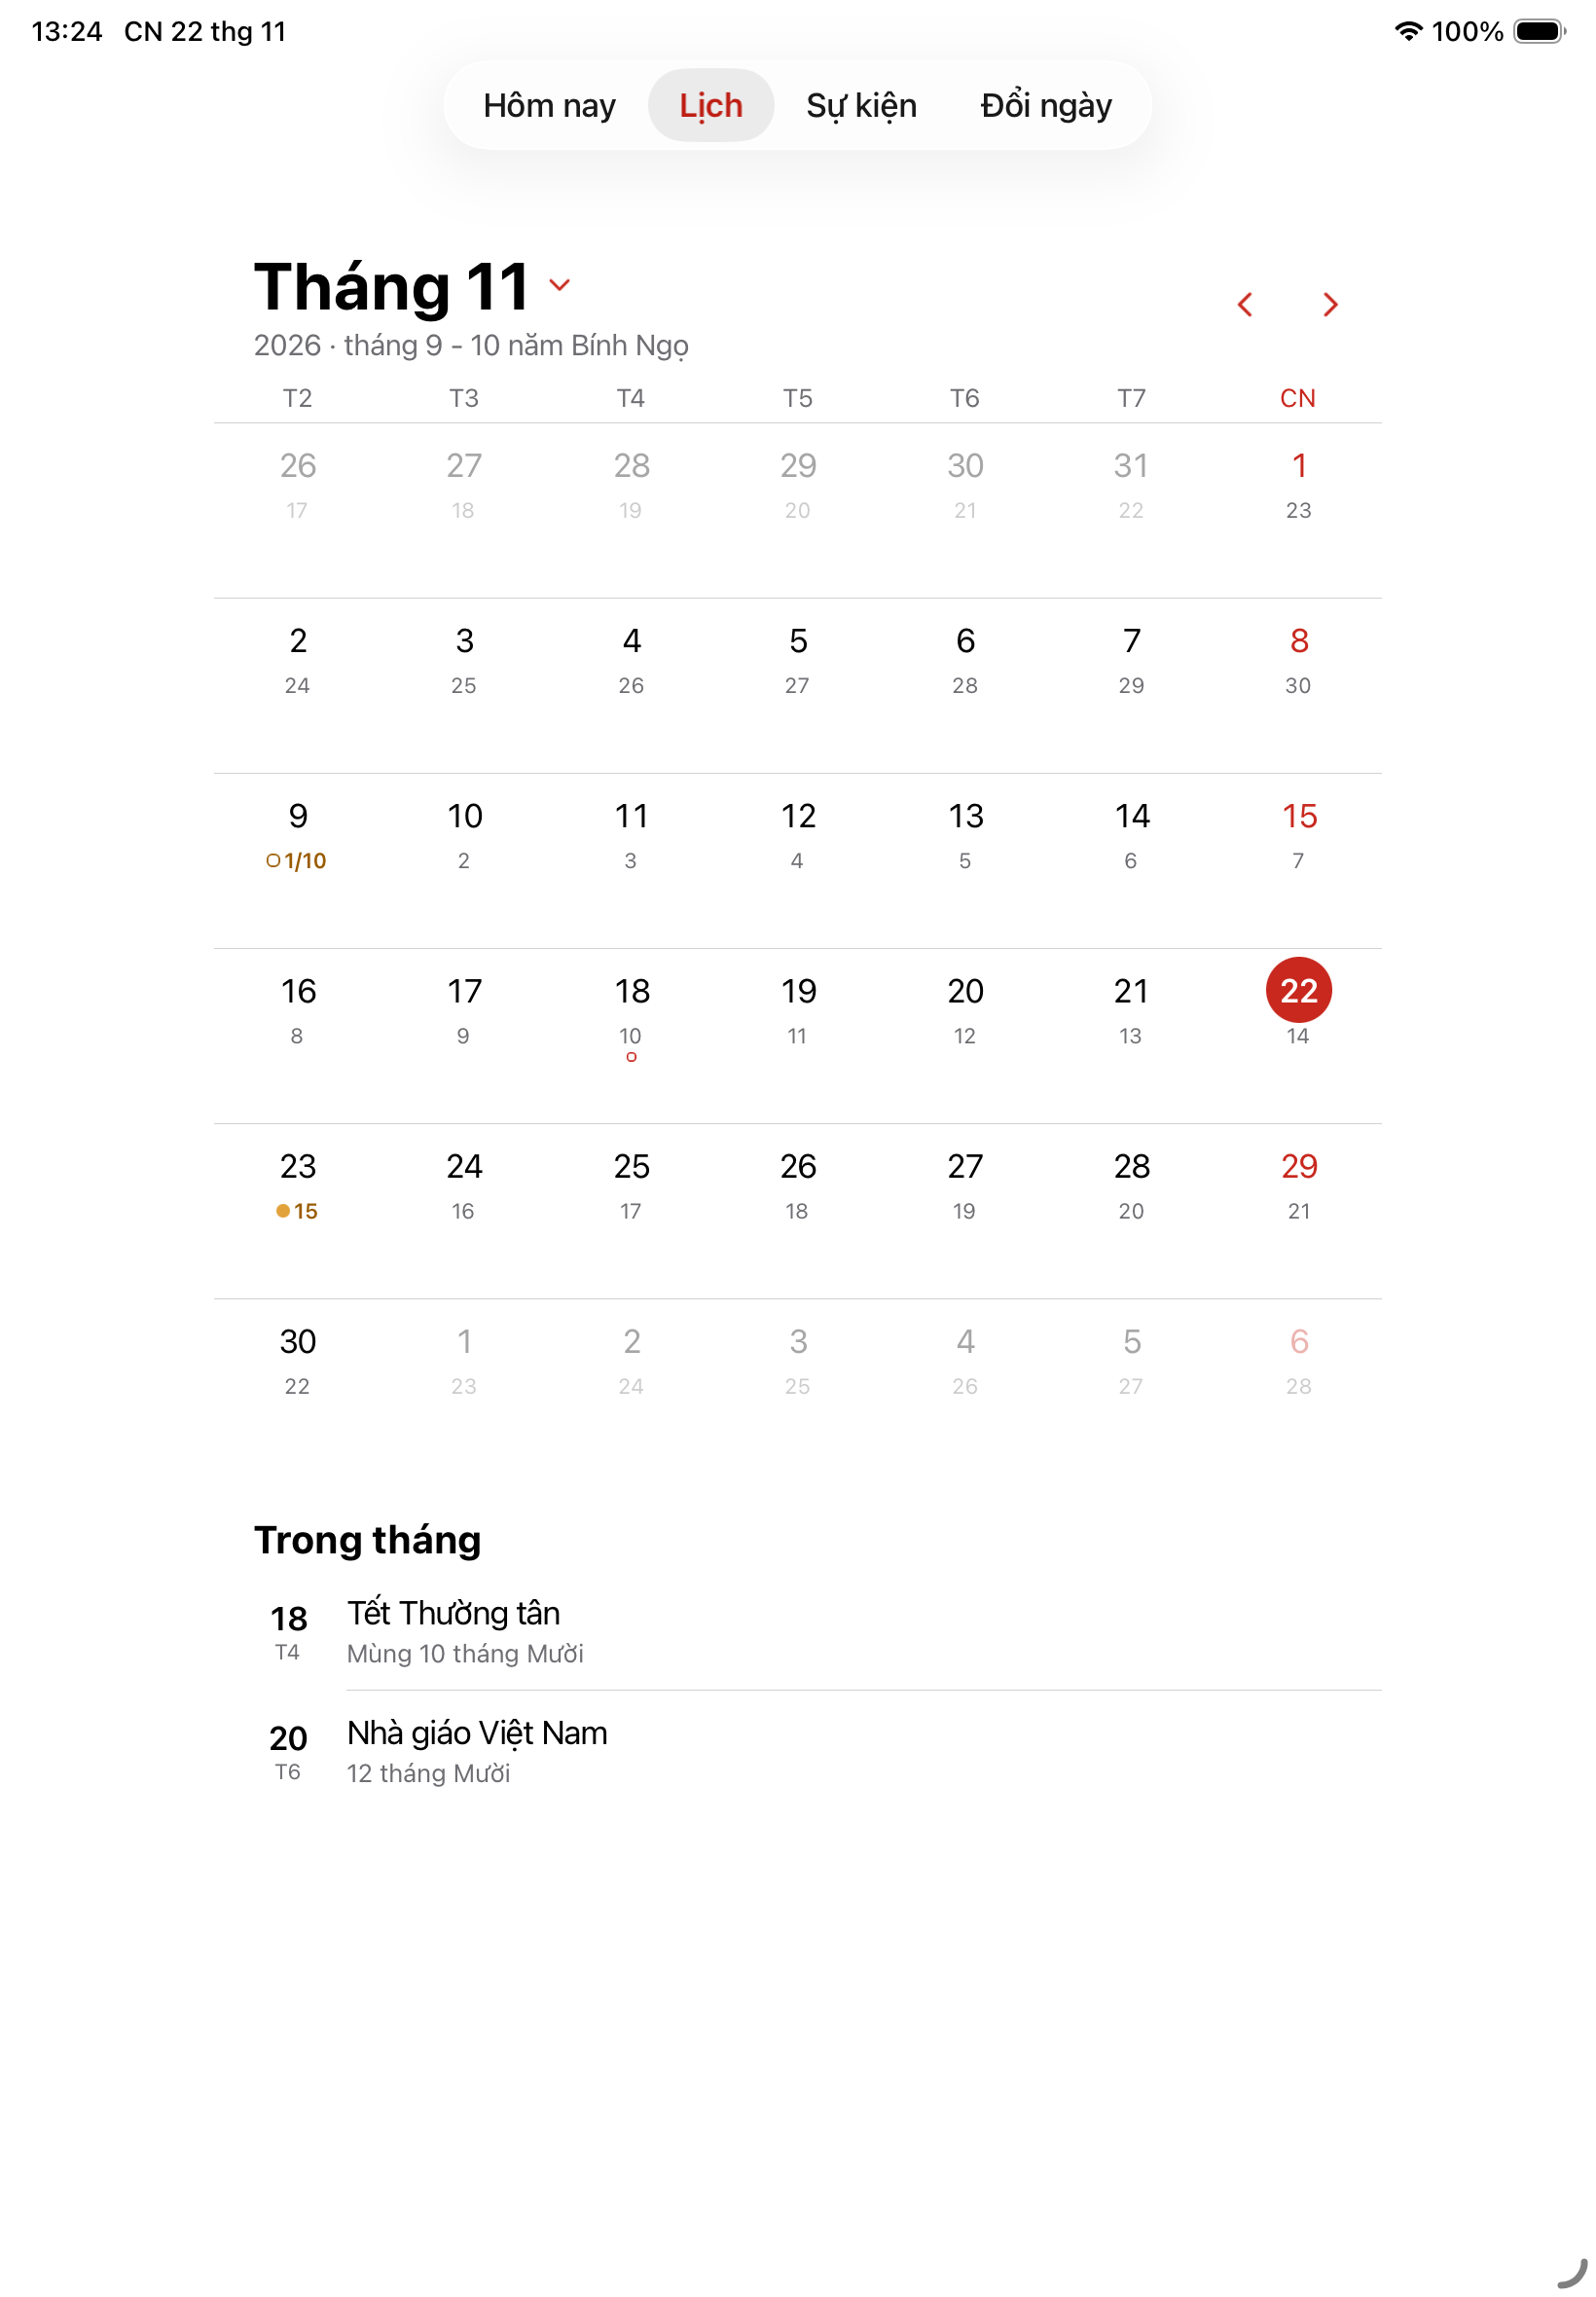 13:24 CN 22 thg 11 100%
Hôm nay Lịch Sự kiện Đổi ngày
Tháng 11
2026 · tháng 9 - 10 năm Bính Ngọ
T2 T3 T4 T5 T6 T7 CN
26 27 28 29 30 31 1
17 18 19 20 21 22 23
2 3 4 5 6 7 8
24 25 26 27 28 29 30
9 10 11 12 13 14 15
1/10 2 3 4 5 6 7
16 17 18 19 20 21 22
8 9 10 11 12 13 14
23 24 25 26 27 28 29
15 16 17 18 19 20 21
30 1 2 3 4 5 6
22 23 24 25 26 27 28
Trong tháng
18 Tết Thường tân
T4 Mùng 10 tháng Mười
20 Nhà giáo Việt Nam
T6 12 tháng Mười